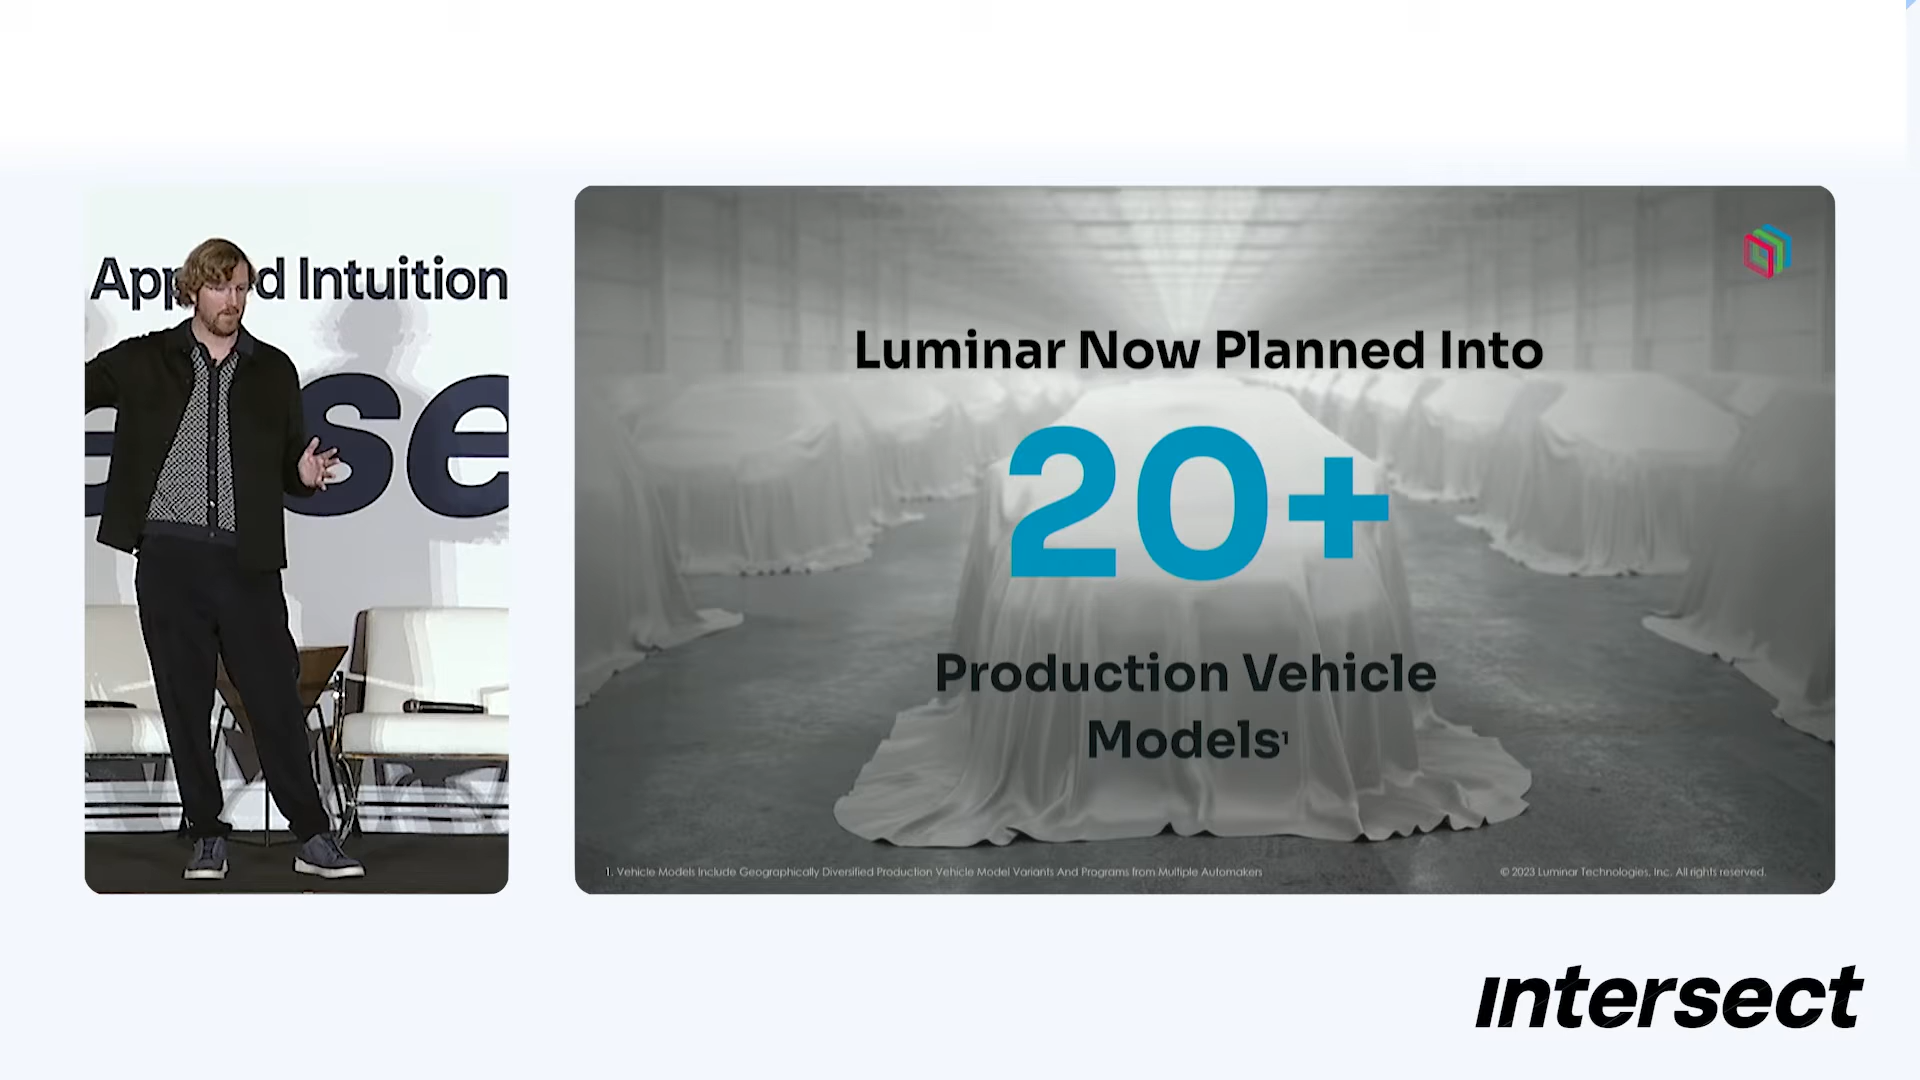 App d Intuition
e se
Luminar Now Planned Into
20+
Production Vehicle
Models¹
1. Vehicle Models Include Geographically Diversified Production Vehicle Model Variants And Programs from Multiple Automakers
© 2023 Luminar Technologies, Inc. All rights reserved.
intersect